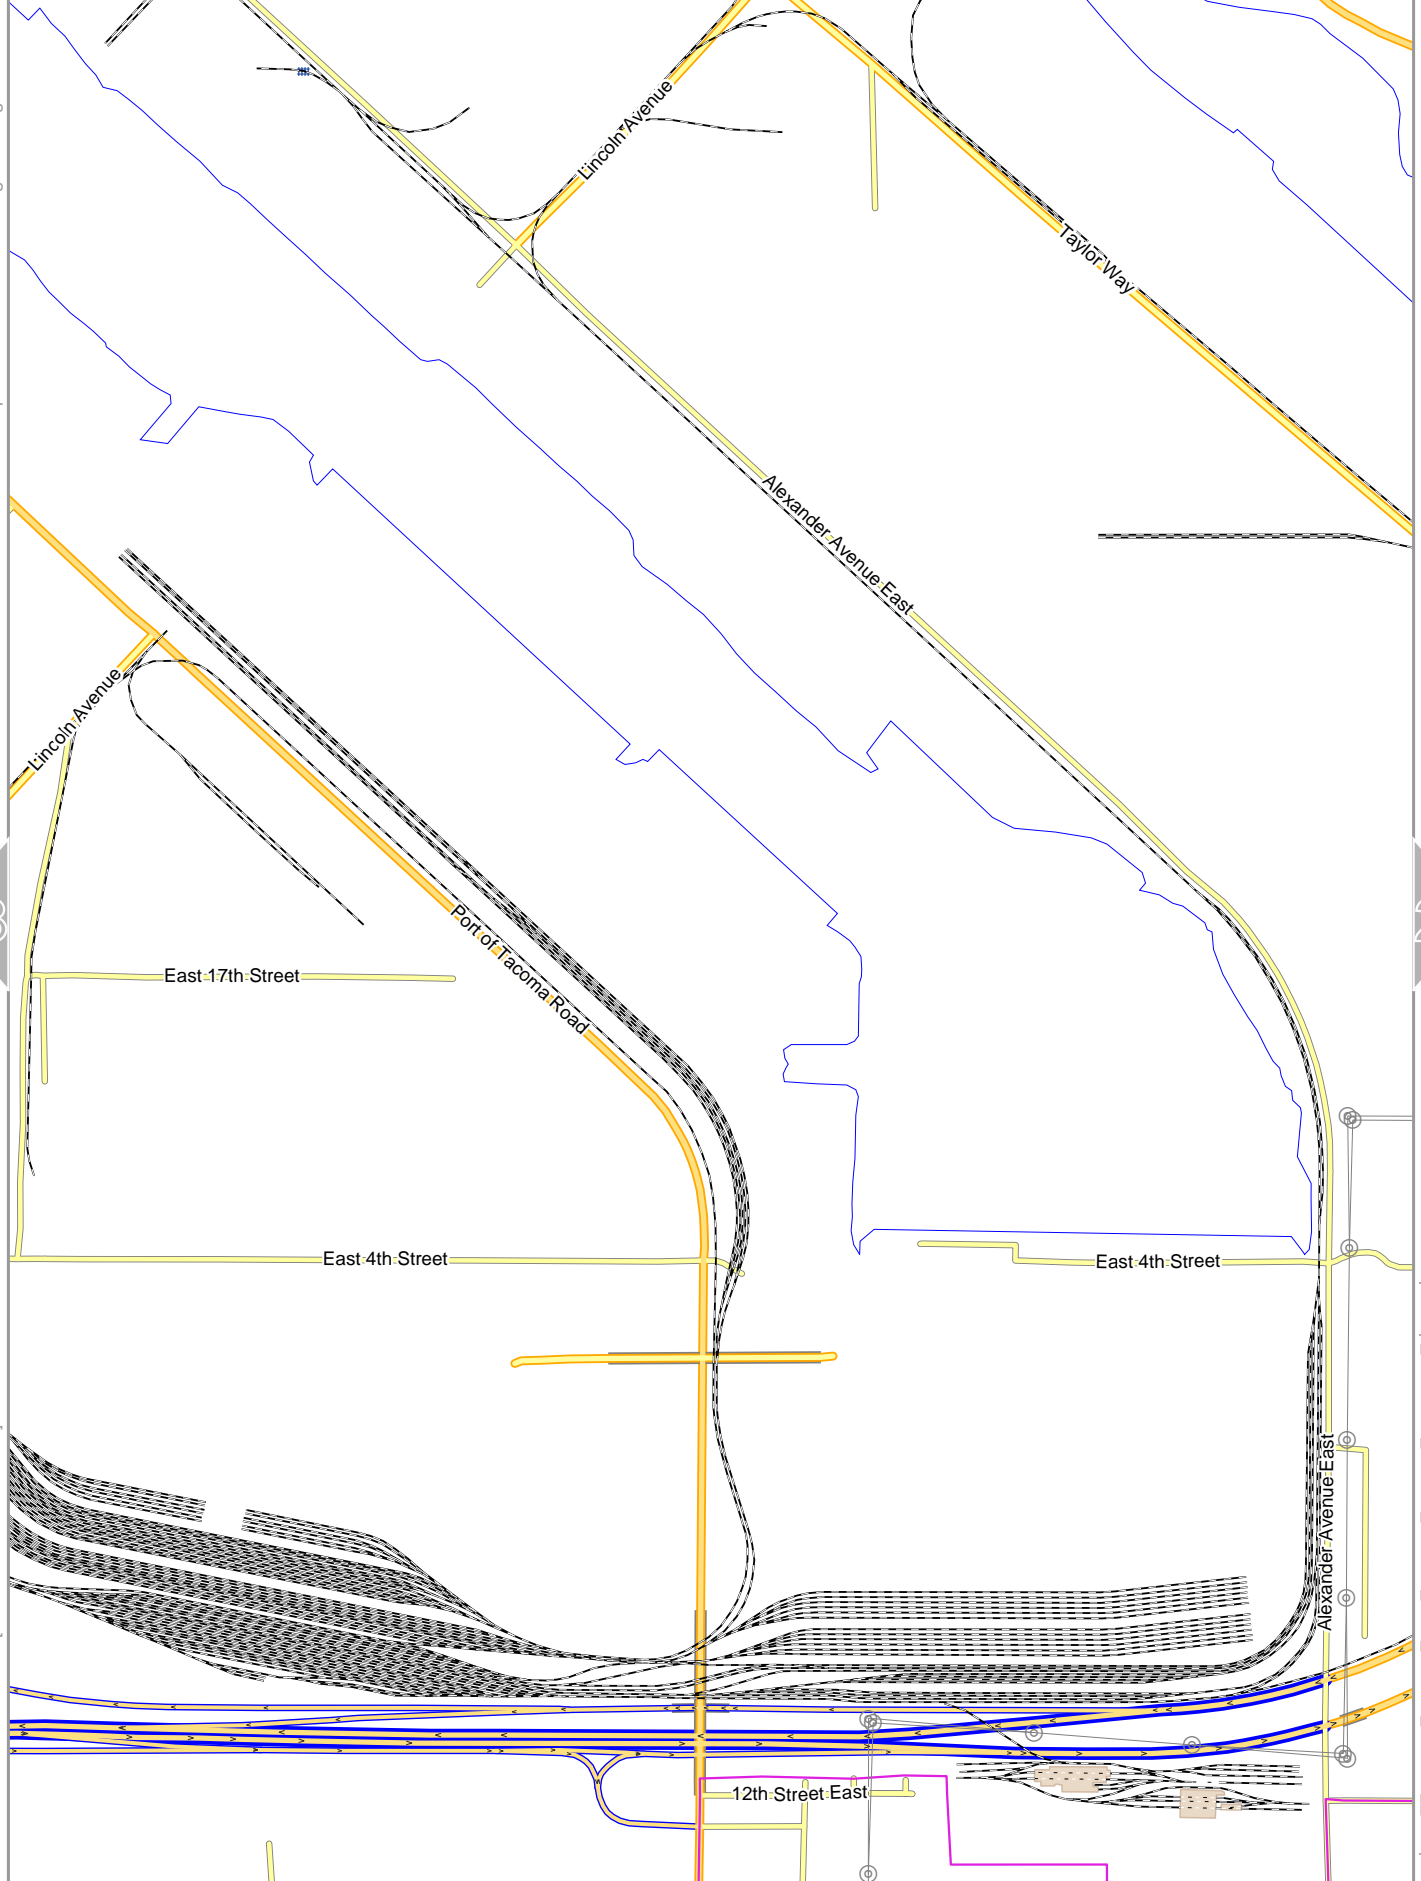 Lincoln Avenue
Taylor Way
Alexander Avenue East
Lincoln Avenue
Port of Tacoma Road
East 17th Street
East 4th Street
East 4th Street
Alexander Avenue East
12th Street East